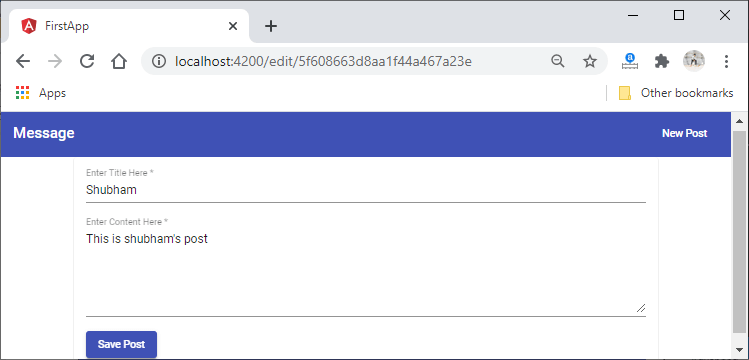 FirstApp
localhost:4200/edit/5f608663d8aa1f44a467a23e
Apps
Other bookmarks
Message
New Post
Enter Title Here *
Shubham
Enter Content Here *
This is shubham's post
Save Post